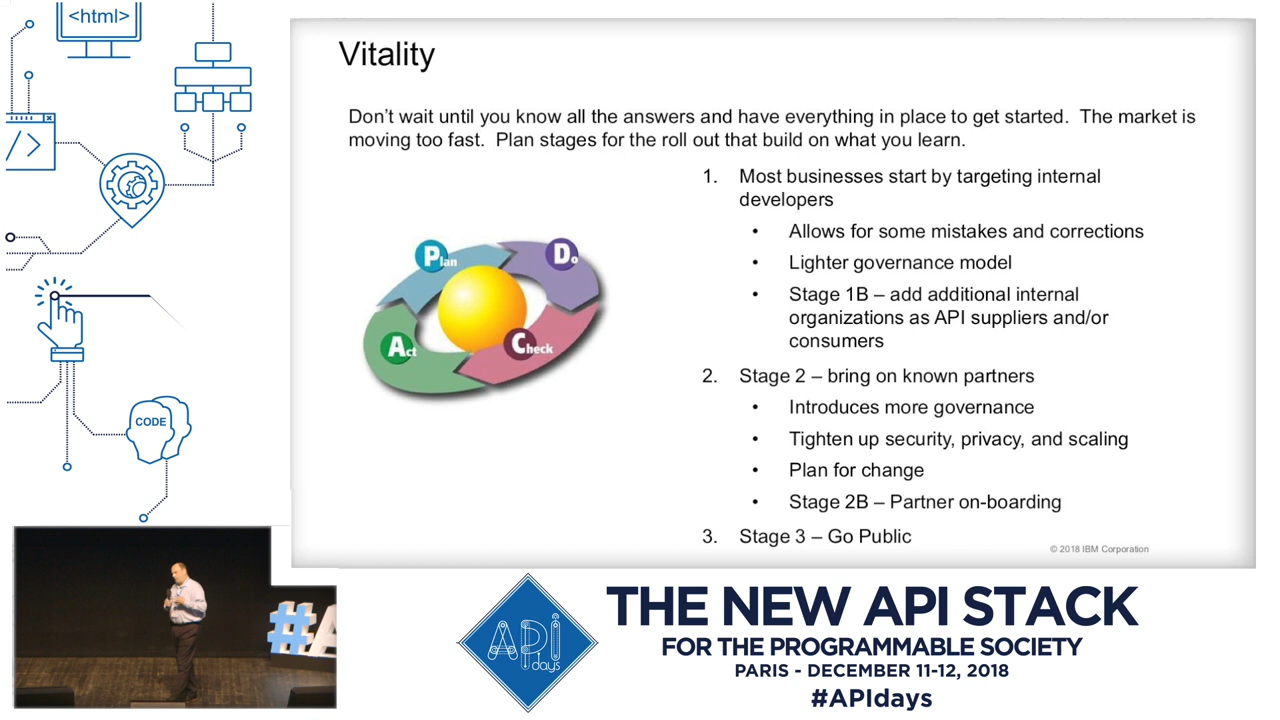 <html>
Vitality
Don't wait until you know all the answers and have everything in place to get started. The market is
moving too fast. Plan stages for the roll out that build on what you learn.
Plan
Do
Act
Check
1. Most businesses start by targeting internal
developers
• Allows for some mistakes and corrections
• Lighter governance model
• Stage 1B – add additional internal
organizations as API suppliers and/or
consumers
2. Stage 2 – bring on known partners
• Introduces more governance
• Tighten up security, privacy, and scaling
• Plan for change
• Stage 2B – Partner on-boarding
3. Stage 3 – Go Public
© 2018 IBM Corporation
</>
CODE
#A
API
days
THE NEW API STACK
FOR THE PROGRAMMABLE SOCIETY
PARIS - DECEMBER 11-12, 2018
#APIdays